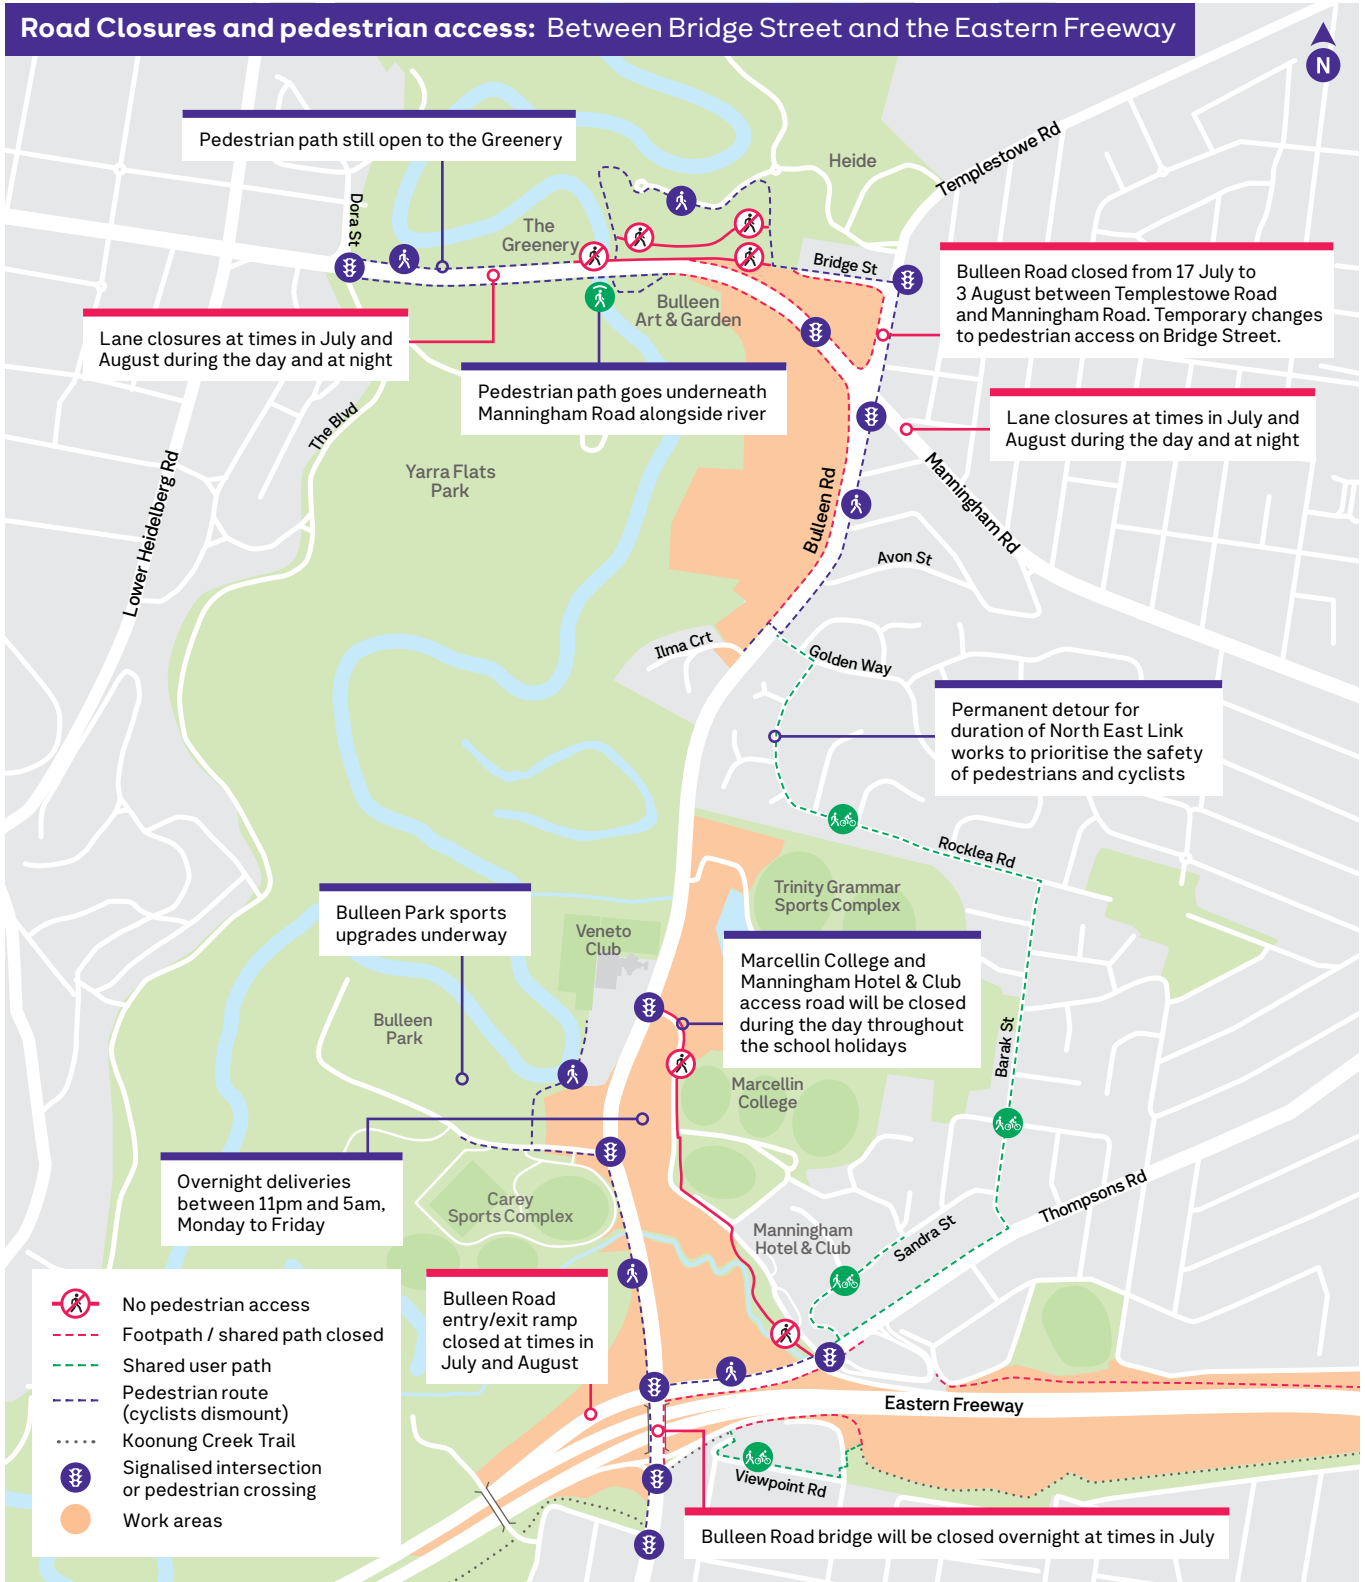 Road Closures and pedestrian access: Between Bridge Street and the Eastern Freeway
N
Pedestrian path still open to the Greenery
Heide
Templestowe Rd
Dora St
The
Greenery
Bridge St
Bulleen Road closed from 17 July to
3 August between Templestowe Road
and Manningham Road. Temporary changes
to pedestrian access on Bridge Street.
Bulleen
Art & Garden
Lane closures at times in July and
August during the day and at night
Pedestrian path goes underneath
Manningham Road alongside river
Lane closures at times in July and
August during the day and at night
The Blvd
Lower Heidelberg Rd
Yarra Flats
Park
Bulleen Rd
Manningham Rd
Avon St
Ilma Crt
Golden Way
Permanent detour for
duration of North East Link
works to prioritise the safety
of pedestrians and cyclists
Rocklea Rd
Trinity Grammar
Sports Complex
Bulleen Park sports
upgrades underway
Veneto
Club
Marcellin College and
Manningham Hotel & Club
access road will be closed
during the day throughout
the school holidays
Bulleen
Park
Barak St
Marcellin
College
Overnight deliveries
between 11pm and 5am,
Monday to Friday
Carey
Sports Complex
Thompsons Rd
Manningham
Hotel & Club
Sandra St
Bulleen Road
entry/exit ramp
closed at times in
July and August
No pedestrian access
Footpath / shared path closed
Shared user path
Pedestrian route
(cyclists dismount)
Koonung Creek Trail
Signalised intersection
or pedestrian crossing
Work areas
Eastern Freeway
Viewpoint Rd
Bulleen Road bridge will be closed overnight at times in July